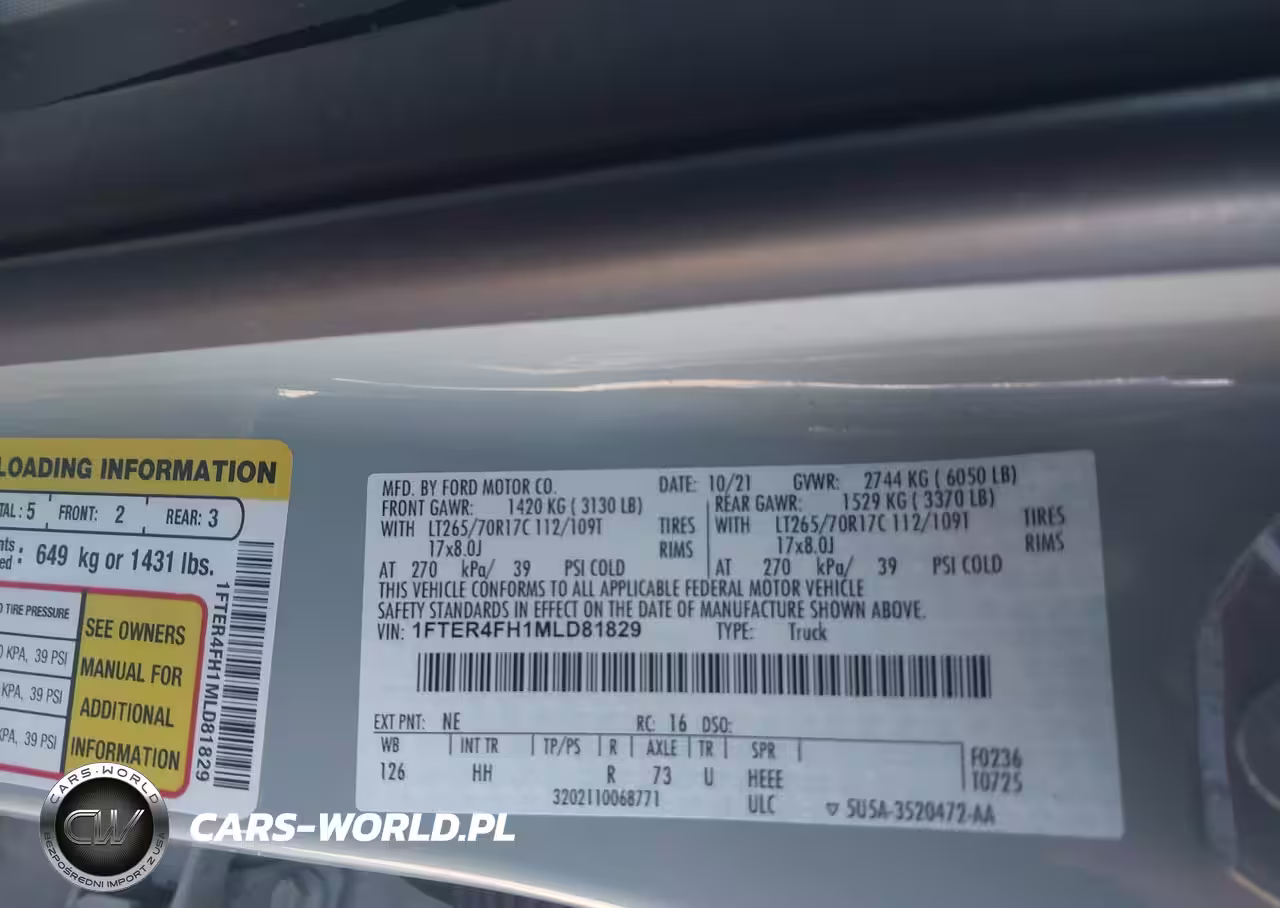 LOADING INFORMATION
TAL : 5 FRONT: 2 REAR: 3
649 kg or 1431 lbs.
TIRE PRESSURE
KPA, 39 PSI
KPA, 39 PSI
KPA, 39 PSI
SEE OWNERS
MANUAL FOR
ADDITIONAL
INFORMATION
1FTER4FH1MLD81829
MFD. BY FORD MOTOR CO. DATE: 10/21 GVWR: 2744 KG ( 6050 LB)
FRONT GAWR: 1420 KG ( 3130 LB) REAR GAWR: 1529 KG ( 3370 LB)
WITH LT265/70R17C 112/109T TIRES WITH LT265/70R17C 112/109T TIRES
17x8.0J RIMS 17x8.0J RIMS
AT 270 kPa/ 39 PSI COLD AT 270 kPa/ 39 PSI COLD
THIS VEHICLE CONFORMS TO ALL APPLICABLE FEDERAL MOTOR VEHICLE
SAFETY STANDARDS IN EFFECT ON THE DATE OF MANUFACTURE SHOWN ABOVE.
VIN: 1FTER4FH1MLD81829 TYPE: Truck
EXT PNT: NE RC: 16 DSO:
WB INT TR TP/PS R AXLE TR SPR F0236
126 HH R 73 U HEEE T0725
3202110068771 ULC ▽ 5U5A-3520472-AA
CARS-WORLD
CW
BEZPOŚREDNI IMPORT Z USA
CARS-WORLD.PL